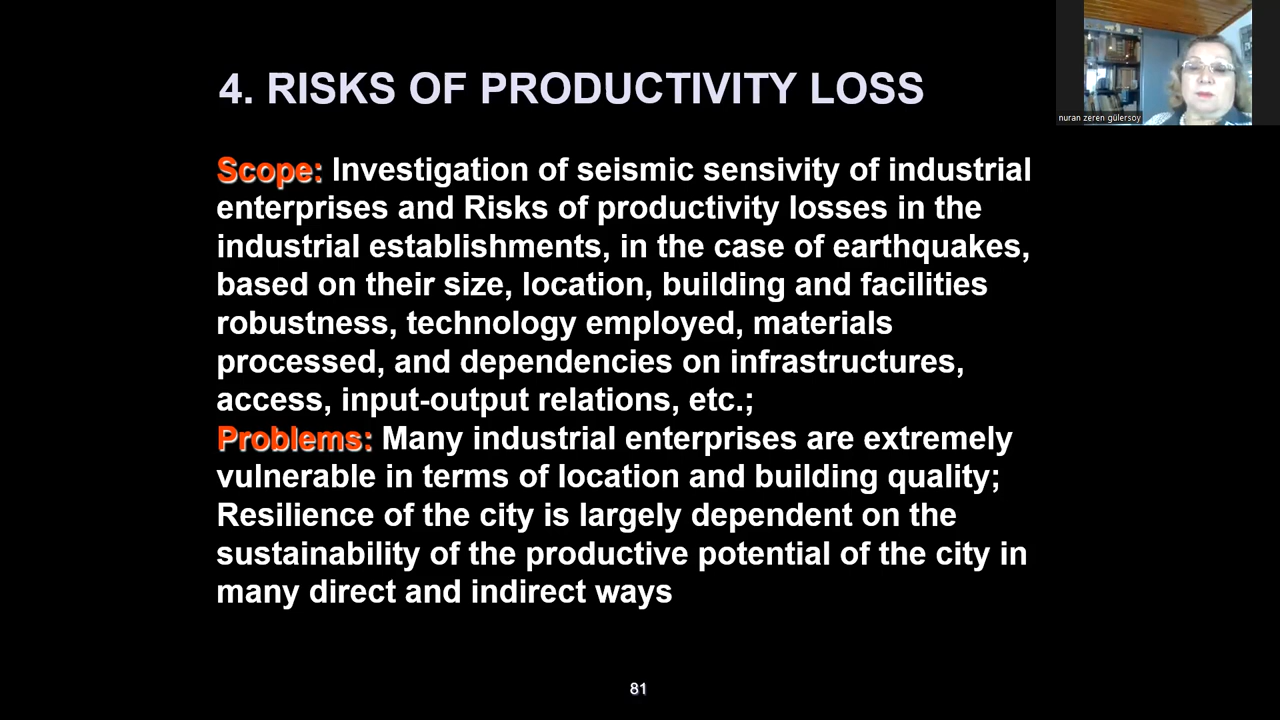 4. RISKS OF PRODUCTIVITY LOSS
nuran zeren gülersoy
Scope: Investigation of seismic sensivity of industrial
enterprises and Risks of productivity losses in the
industrial establishments, in the case of earthquakes,
based on their size, location, building and facilities
robustness, technology employed, materials
processed, and dependencies on infrastructures,
access, input-output relations, etc.;
Problems: Many industrial enterprises are extremely
vulnerable in terms of location and building quality;
Resilience of the city is largely dependent on the
sustainability of the productive potential of the city in
many direct and indirect ways
81